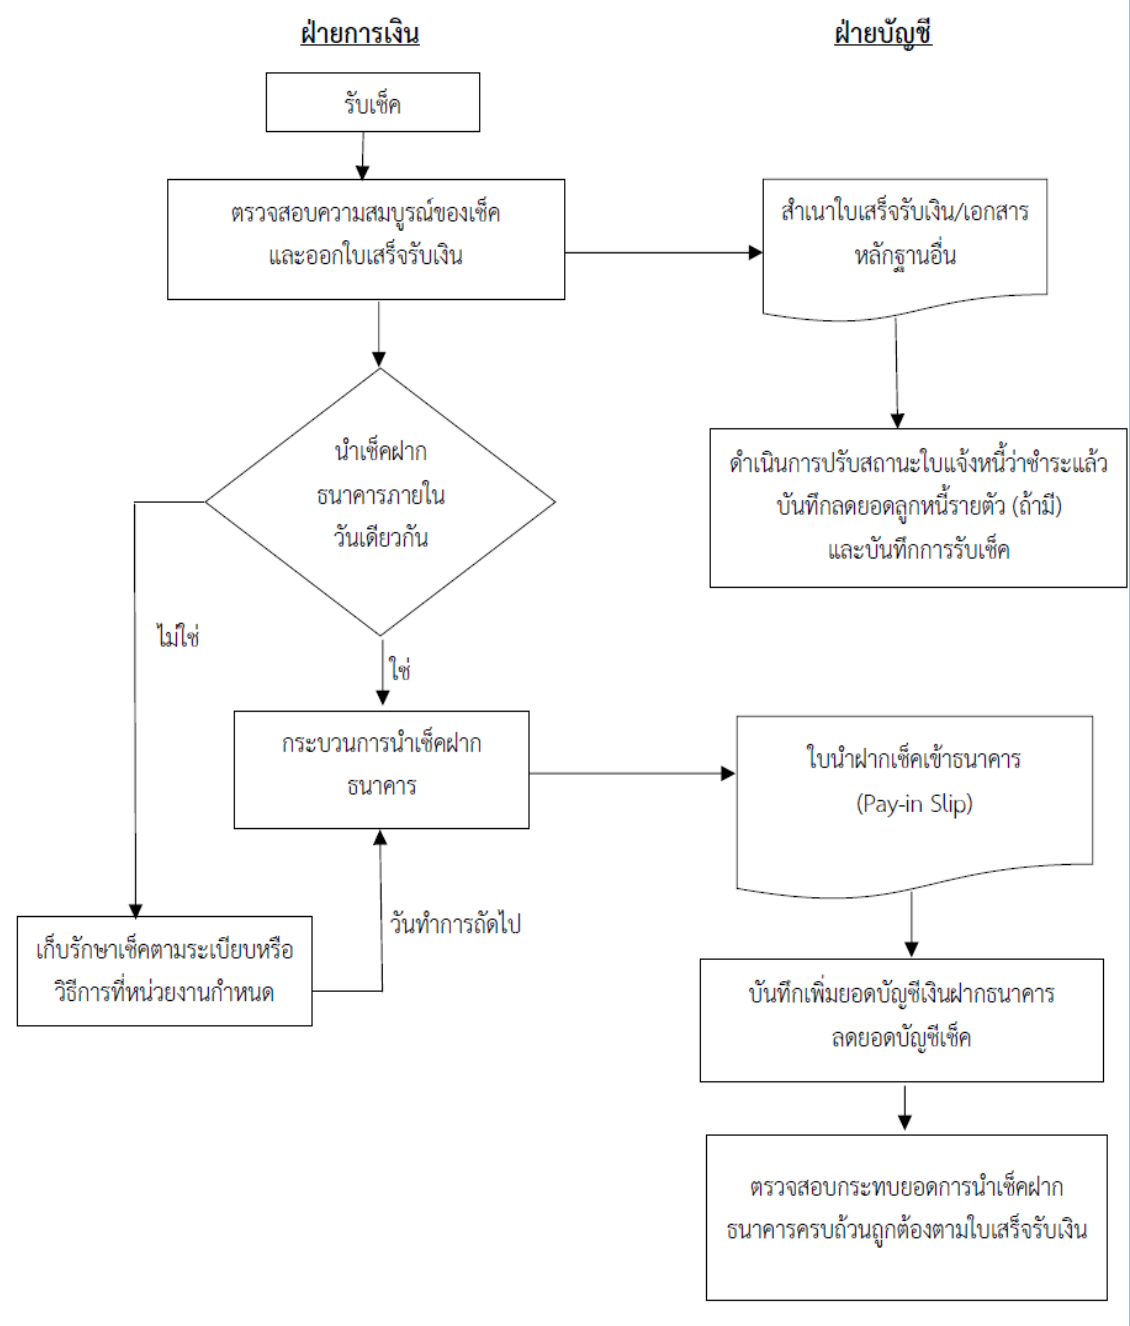 ฝ่ายการเงิน
ฝ่ายบัญชี
รับเช็ค
ตรวจสอบความสมบูรณ์ของเช็ค
และออกใบเสร็จรับเงิน
สำเนาใบเสร็จรับเงิน/เอกสาร
หลักฐานอื่น
นำเช็คฝาก
ธนาคารภายใน
วันเดียวกัน
ดำเนินการปรับสถานะใบแจ้งหนี้ว่าชำระแล้ว
บันทึกลดยอดลูกหนี้รายตัว (ถ้ามี)
และบันทึกการรับเช็ค
ไม่ใช่
ใช่
กระบวนการนำเช็คฝาก
ธนาคาร
ใบนำฝากเช็คเข้าธนาคาร
(Pay-in Slip)
วันทำการถัดไป
เก็บรักษาเช็คตามระเบียบหรือ
วิธีการที่หน่วยงานกำหนด
บันทึกเพิ่มยอดบัญชีเงินฝากธนาคาร
ลดยอดบัญชีเช็ค
ตรวจสอบกระทบยอดการนำเช็คฝาก
ธนาคารครบถ้วนถูกต้องตามใบเสร็จรับเงิน